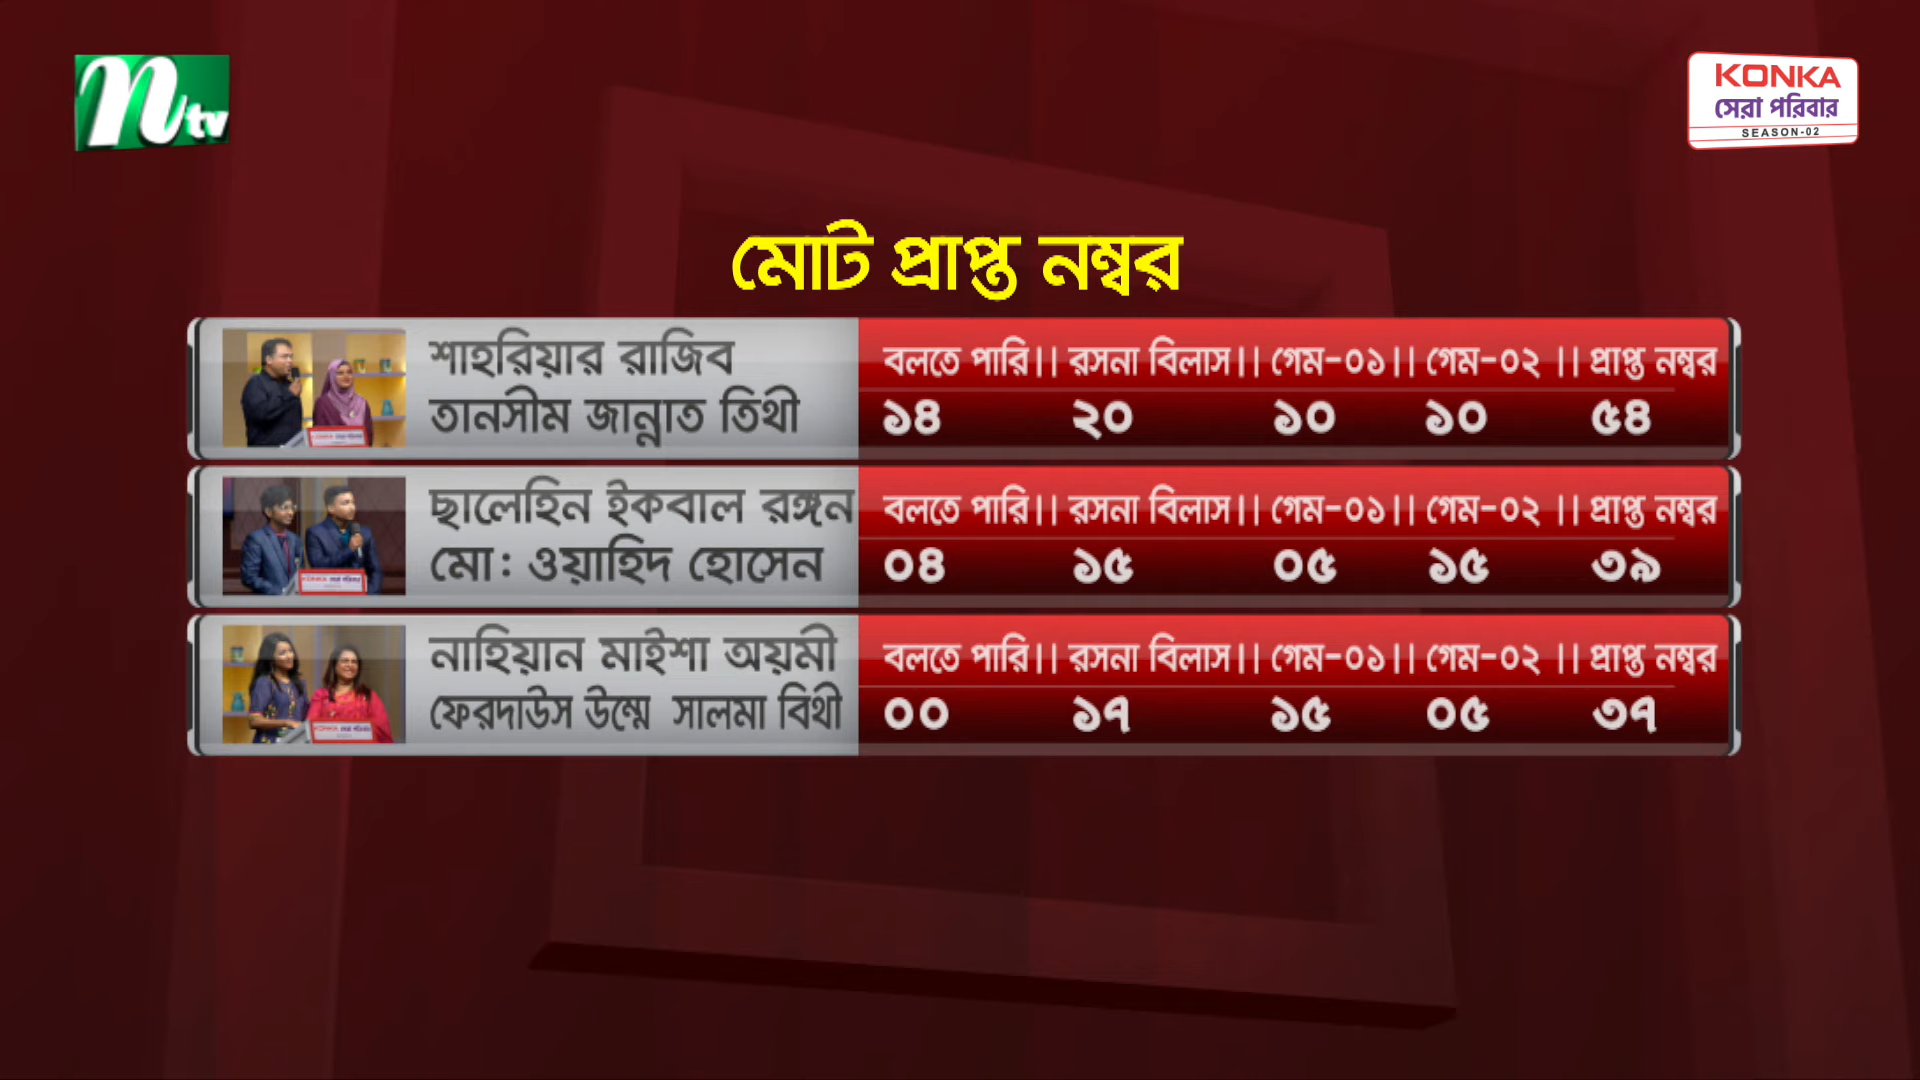 Ntv
KONKA
সেরা পরিবার
SEASON-02
মোট প্রাপ্ত নম্বর
শাহরিয়ার রাজিব
তানসীম জান্নাত তিথী
বলতে পারি|| রসনা বিলাস|| গেম-০১|| গেম-০২ || প্রাপ্ত নম্বর
১৪ ২০ ১০ ১০ ৫৪
ছালেহিন ইকবাল রঙ্গন
মো: ওয়াহিদ হোসেন
বলতে পারি|| রসনা বিলাস|| গেম-০১|| গেম-০২ || প্রাপ্ত নম্বর
০৪ ১৫ ০৫ ১৫ ৩৯
নাহিয়ান মাইশা অয়মী
ফেরদাউস উম্মে সালমা বিথী
বলতে পারি|| রসনা বিলাস|| গেম-০১|| গেম-০২ || প্রাপ্ত নম্বর
০০ ১৭ ১৫ ০৫ ৩৭